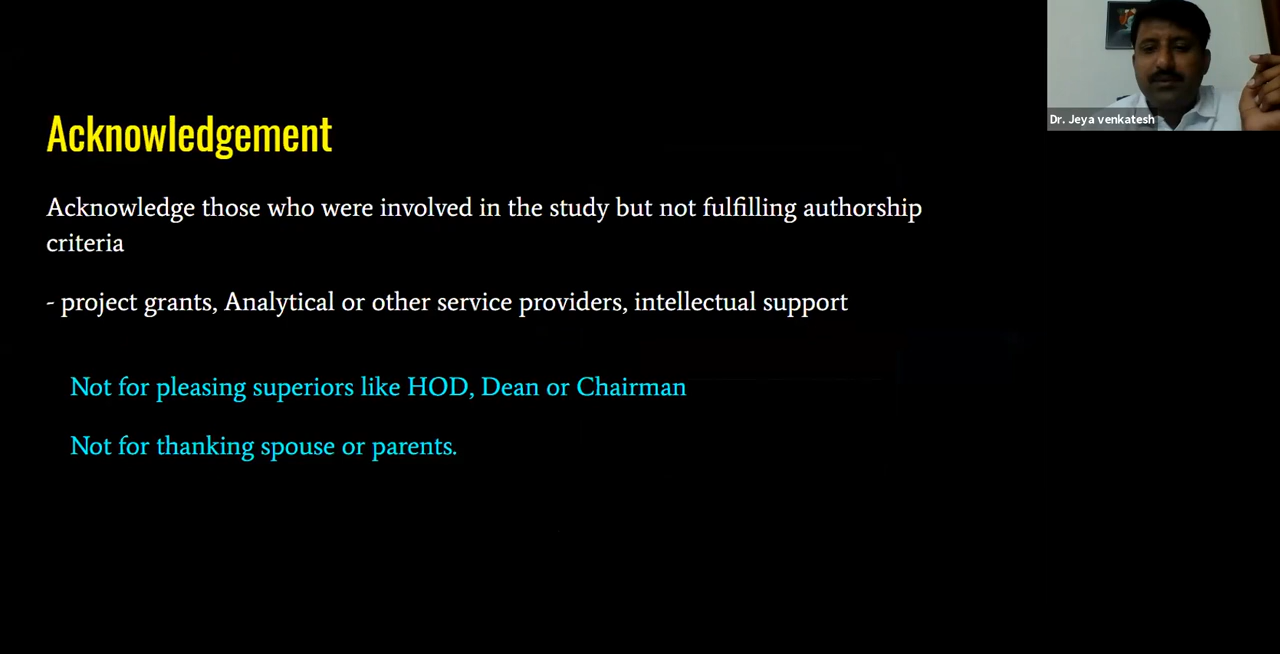 Dr. Jeya venkatesh
Acknowledgement
Acknowledge those who were involved in the study but not fulfilling authorship
criteria
- project grants, Analytical or other service providers, intellectual support
Not for pleasing superiors like HOD, Dean or Chairman
Not for thanking spouse or parents.